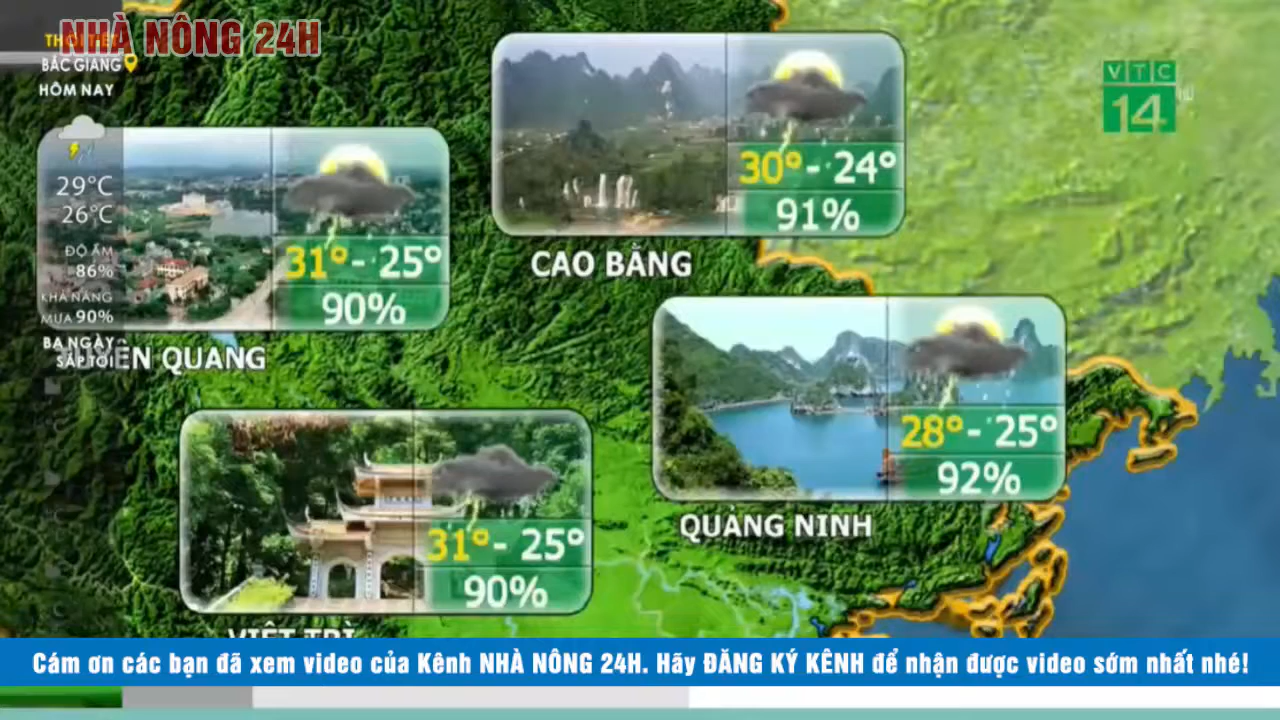 NHÀ NÔNG 24H
BẮC GIANG
HÔM NAY
29°C
26°C
ĐỘ ẨM
86%
KHẢ NĂNG
MƯA 90%
BA NGÀY
SẮP TỚI
31° - 25°
90%
QUANG
30° - 24°
91%
CAO BẰNG
VTC
14
28° - 25°
92%
QUẢNG NINH
31° - 25°
90%
VIỆT TRÌ
Cám ơn các bạn đã xem video của Kênh NHÀ NÔNG 24H. Hãy ĐĂNG KÝ KÊNH để nhận được video sớm nhất nhé!